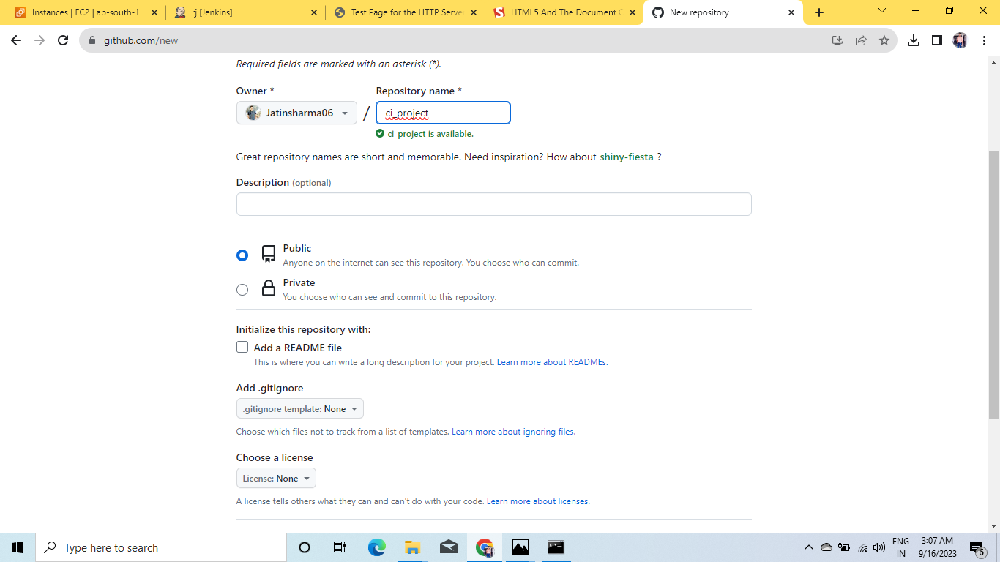 Instances | EC2 | ap-south-1
rj [Jenkins]
Test Page for the HTTP Serve
HTML5 And The Document
New repository
github.com/new
Required fields are marked with an asterisk (*).
Owner *
Repository name *
Jatinsharma06
/
ci_project
ci_project is available.
Great repository names are short and memorable. Need inspiration? How about shiny-fiesta ?
Description (optional)
Public
Anyone on the internet can see this repository. You choose who can commit.
Private
You choose who can see and commit to this repository.
Initialize this repository with:
Add a README file
This is where you can write a long description for your project. Learn more about READMEs.
Add .gitignore
.gitignore template: None
Choose which files not to track from a list of templates. Learn more about ignoring files.
Choose a license
License: None
A license tells others what they can and can't do with your code. Learn more about licenses.
Type here to search
ENG
IN
3:07 AM
9/16/2023
6